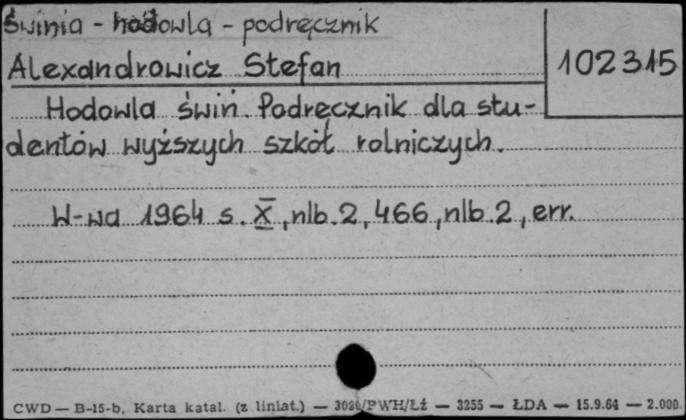 Świnia - hodowla - podręcznik
Alexandrowicz Stefan
102315
Hodowla świń. Podręcznik dla stu-
dentów wyższych szkół rolniczych.
W-wa 1964 s. X, nlb. 2, 466, nlb. 2, err.
CWD — B-15-b, Karta katal. (z liniat.) — 3036/PWH/Łź — 3255 — ŁDA — 15.9.64 — 2.000.